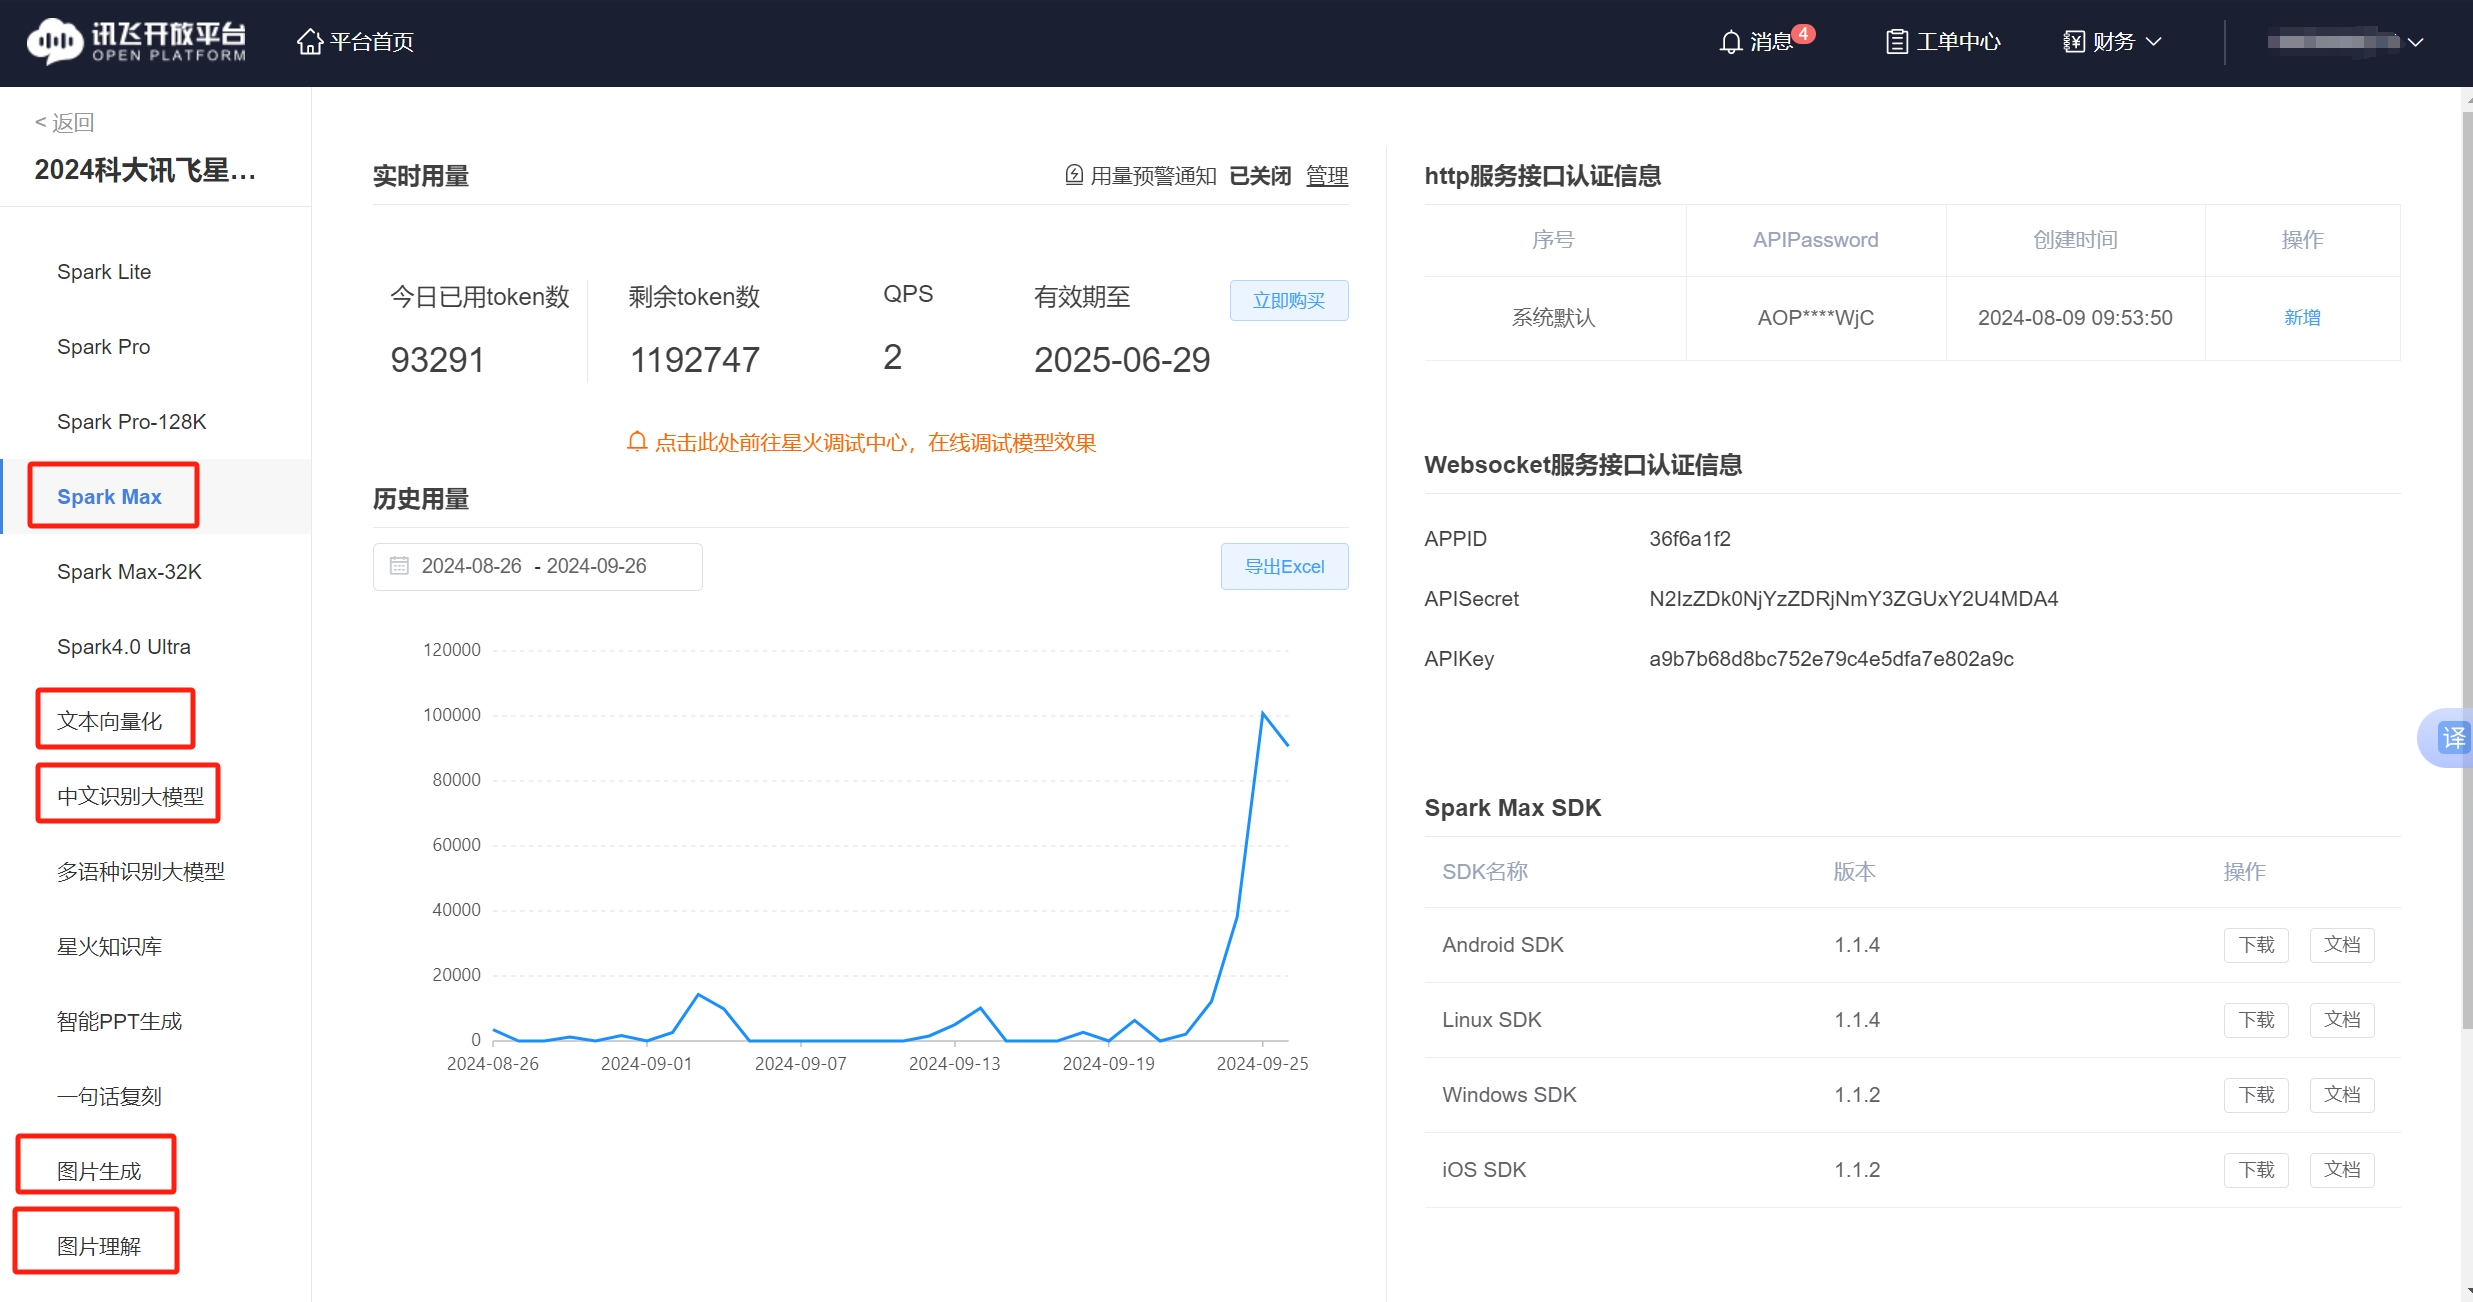 讯飞开放平台
OPEN PLATFORM
平台首页
消息 4
工单中心
财务
< 返回
2024科大讯飞星...
Spark Lite
Spark Pro
Spark Pro-128K
Spark Max
Spark Max-32K
Spark4.0 Ultra
文本向量化
中文识别大模型
多语种识别大模型
星火知识库
智能PPT生成
一句话复刻
图片生成
图片理解
实时用量
用量预警通知 已关闭 管理
今日已用token数 剩余token数 QPS 有效期至 立即购买
93291 1192747 2 2025-06-29
点击此处前往星火调试中心，在线调试模型效果
历史用量
2024-08-26 - 2024-09-26
导出Excel
120000
100000
80000
60000
40000
20000
0
2024-08-26 2024-09-01 2024-09-07 2024-09-13 2024-09-19 2024-09-25
http服务接口认证信息
序号 APIPassword 创建时间 操作
系统默认 AOP****WjC 2024-08-09 09:53:50 新增
Websocket服务接口认证信息
APPID 36f6a1f2
APISecret N2IzZDk0NjYzZDRjNmY3ZGUxY2U4MDA4
APIKey a9b7b68d8bc752e79c4e5dfa7e802a9c
Spark Max SDK
SDK名称 版本 操作
Android SDK 1.1.4 下载 文档
Linux SDK 1.1.4 下载 文档
Windows SDK 1.1.2 下载 文档
iOS SDK 1.1.2 下载 文档
译